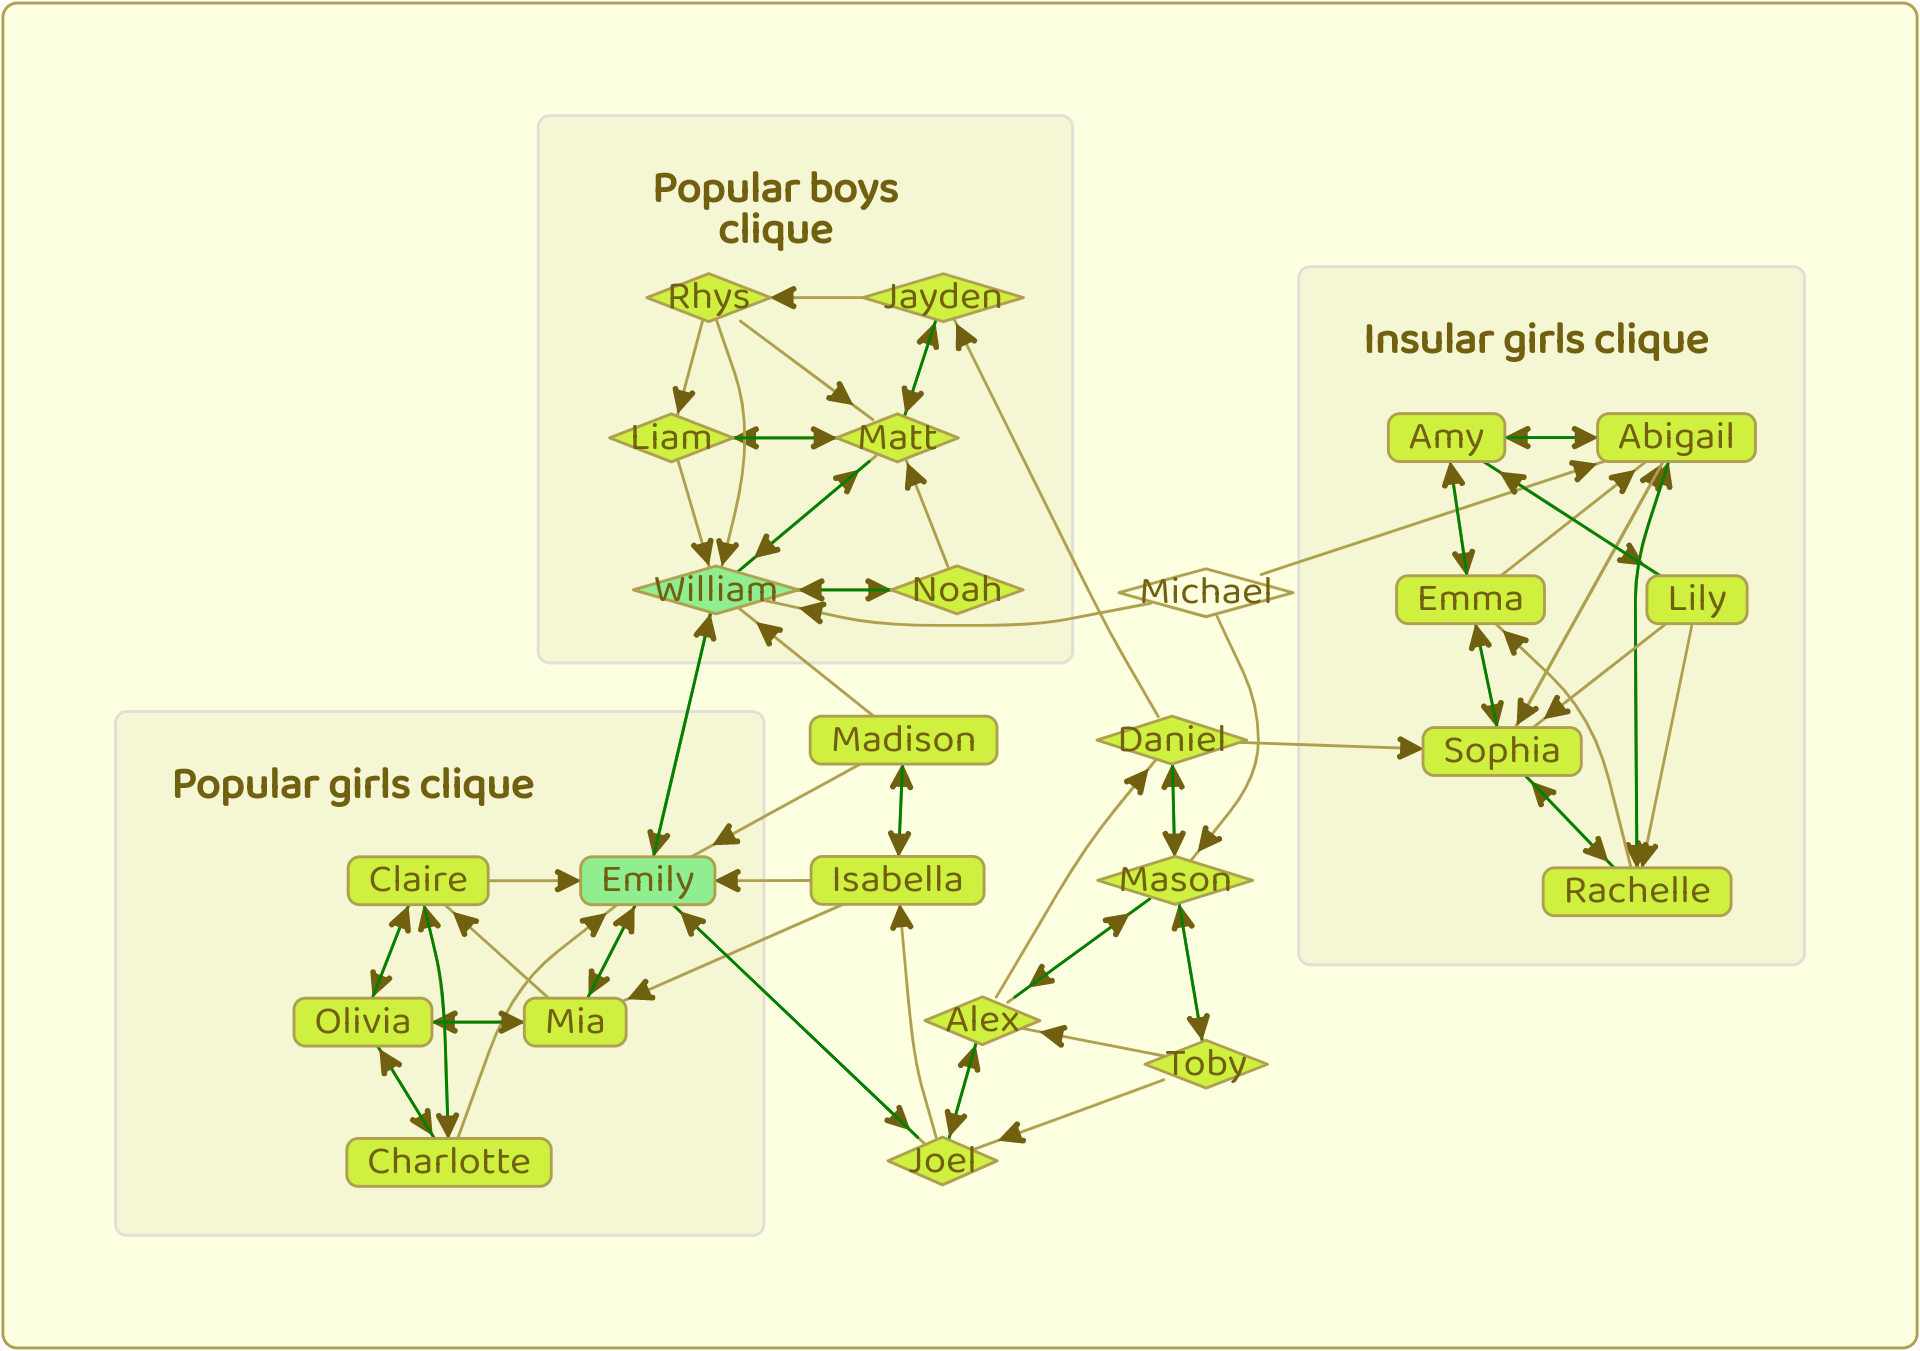 Popular boys
clique
Rhys
Jayden
Insular girls clique
Liam
Matt
Amy
Abigail
William
Noah
Michael
Emma
Lily
Madison
Daniel
Sophia
Popular girls clique
Claire
Emily
Isabella
Mason
Rachelle
Olivia
Mia
Alex
Toby
Charlotte
Joel